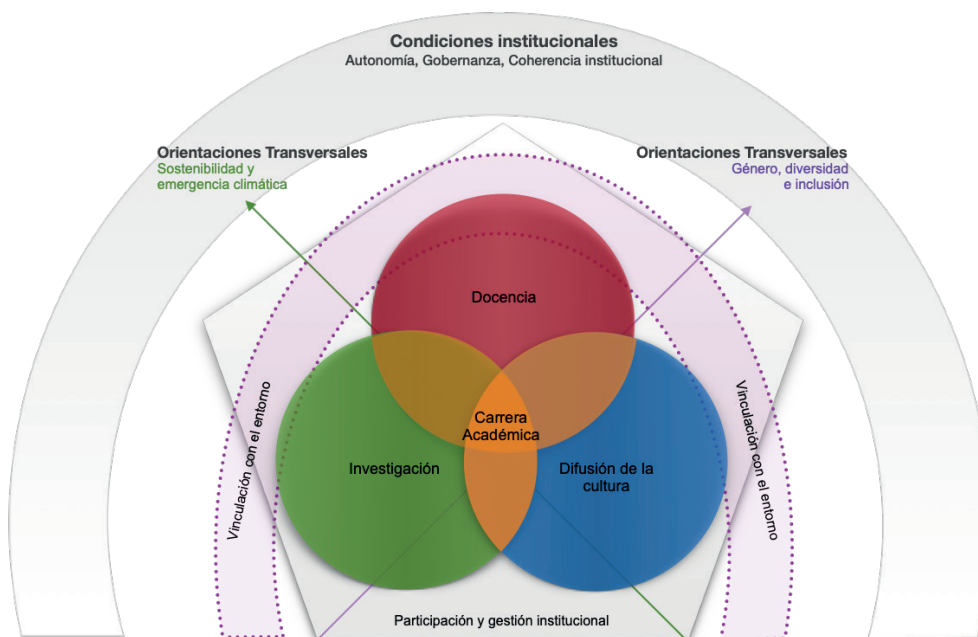 Condiciones institucionales
Autonomía, Gobernanza, Coherencia institucional
Orientaciones Transversales
Sostenibilidad y
emergencia climática
Orientaciones Transversales
Género, diversidad
e inclusión
Docencia
Vinculación con el entorno
Vinculación con el entorno
Carrera
Académica
Investigación
Difusión de la
cultura
Participación y gestión institucional